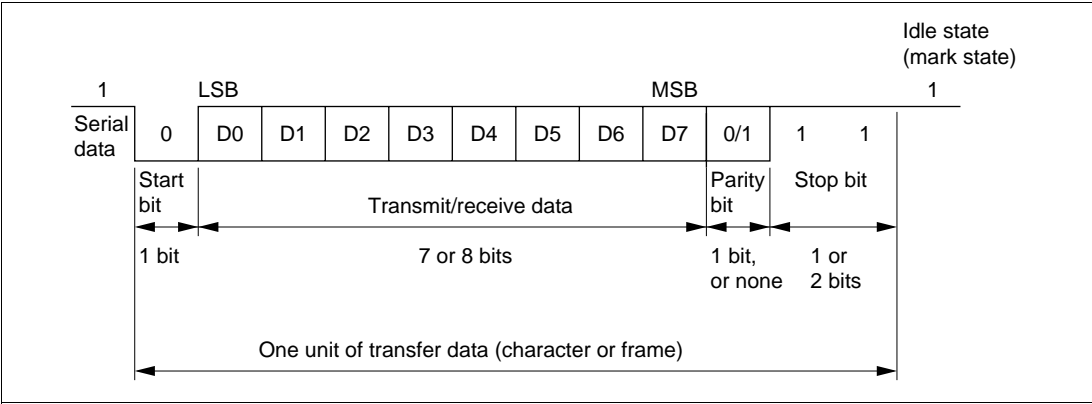 Idle state
(mark state)
1 LSB MSB 1
Serial
data
0 D0 D1 D2 D3 D4 D5 D6 D7 0/1 1 1
Start
bit
Transmit/receive data
Parity
bit
Stop bit
1 bit
7 or 8 bits
1 bit,
or none
1 or
2 bits
One unit of transfer data (character or frame)